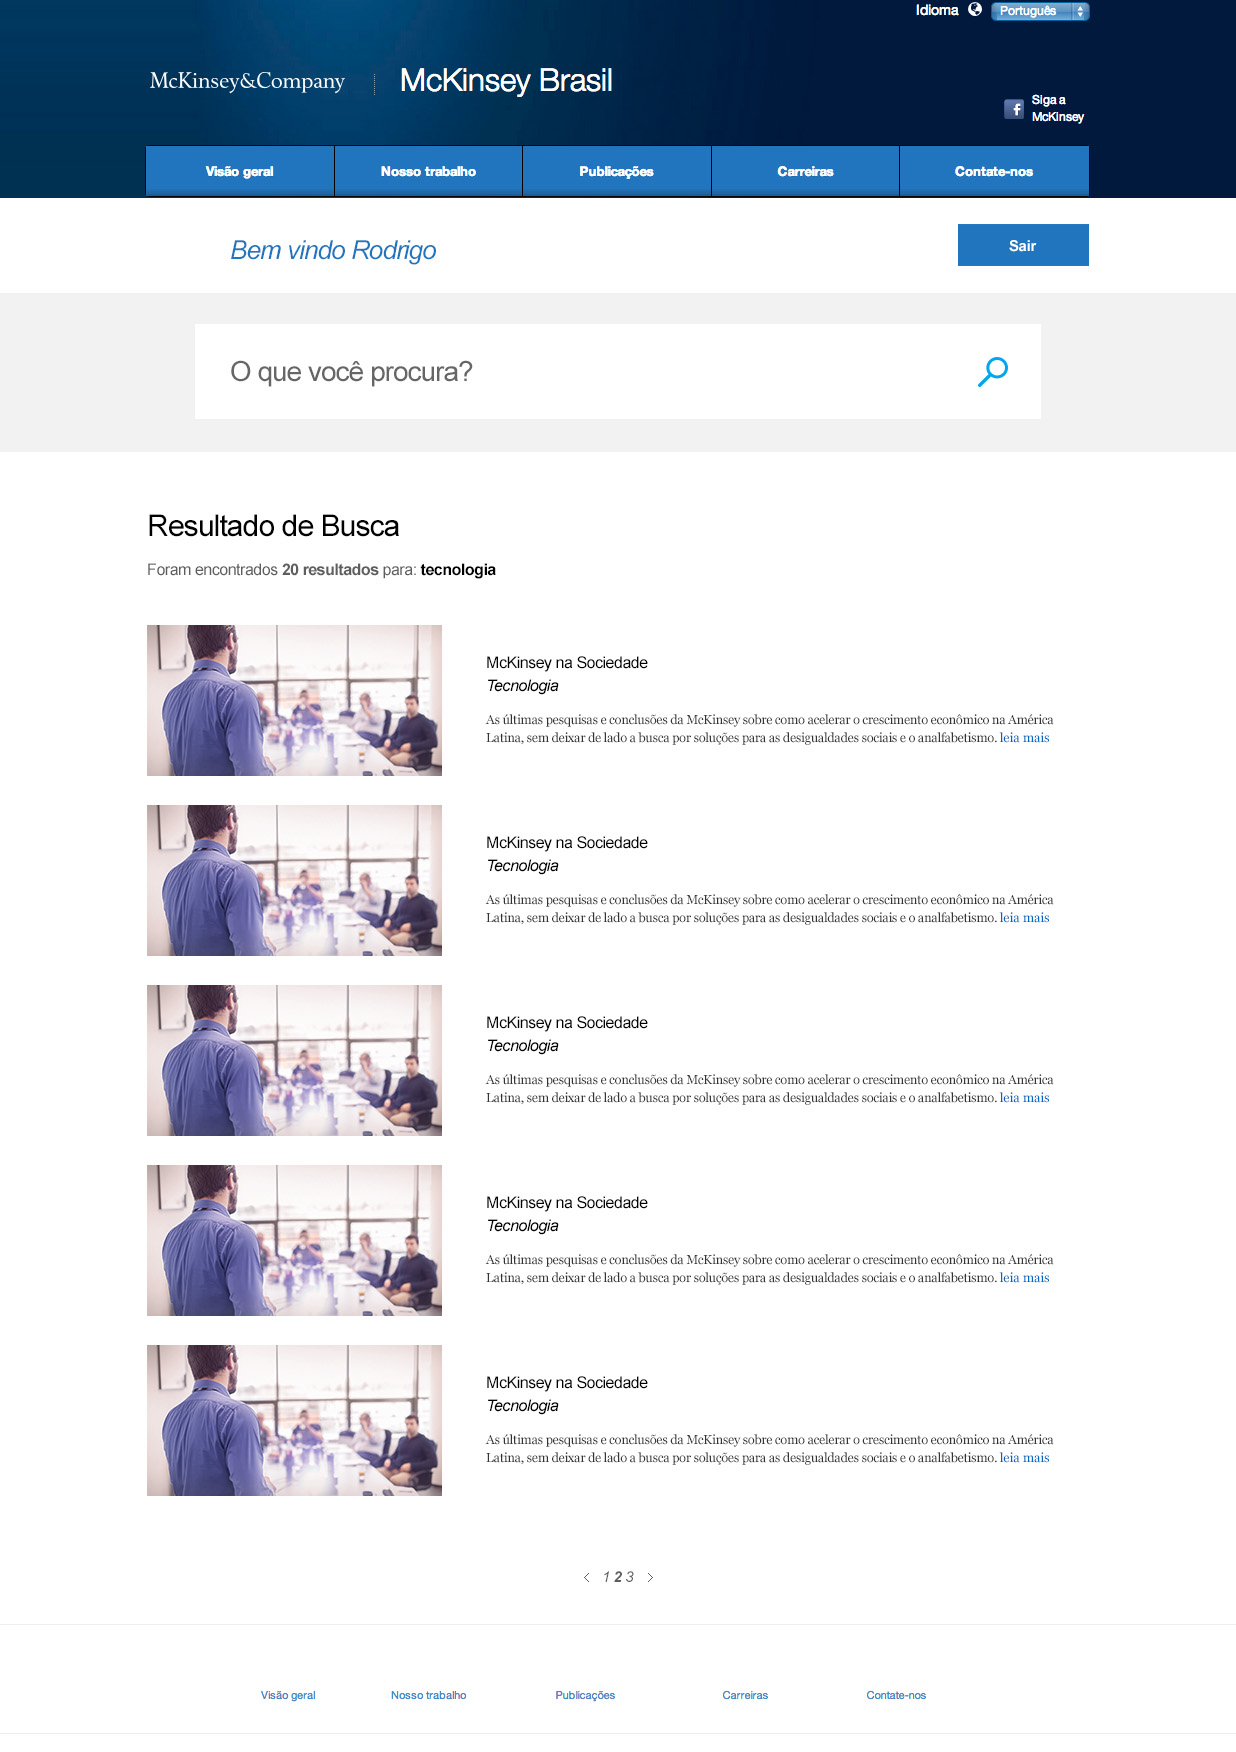 Idioma Português
McKinsey&Company McKinsey Brasil
Siga a
McKinsey
Visão geral Nosso trabalho Publicações Carreiras Contate-nos
Bem vindo Rodrigo Sair
O que você procura?
Resultado de Busca
Foram encontrados 20 resultados para: tecnologia
McKinsey na Sociedade
Tecnologia
As últimas pesquisas e conclusões da McKinsey sobre como acelerar o crescimento econômico na América
Latina, sem deixar de lado a busca por soluções para as desigualdades sociais e o analfabetismo. leia mais
McKinsey na Sociedade
Tecnologia
As últimas pesquisas e conclusões da McKinsey sobre como acelerar o crescimento econômico na América
Latina, sem deixar de lado a busca por soluções para as desigualdades sociais e o analfabetismo. leia mais
McKinsey na Sociedade
Tecnologia
As últimas pesquisas e conclusões da McKinsey sobre como acelerar o crescimento econômico na América
Latina, sem deixar de lado a busca por soluções para as desigualdades sociais e o analfabetismo. leia mais
McKinsey na Sociedade
Tecnologia
As últimas pesquisas e conclusões da McKinsey sobre como acelerar o crescimento econômico na América
Latina, sem deixar de lado a busca por soluções para as desigualdades sociais e o analfabetismo. leia mais
McKinsey na Sociedade
Tecnologia
As últimas pesquisas e conclusões da McKinsey sobre como acelerar o crescimento econômico na América
Latina, sem deixar de lado a busca por soluções para as desigualdades sociais e o analfabetismo. leia mais
1 2 3
Visão geral Nosso trabalho Publicações Carreiras Contate-nos